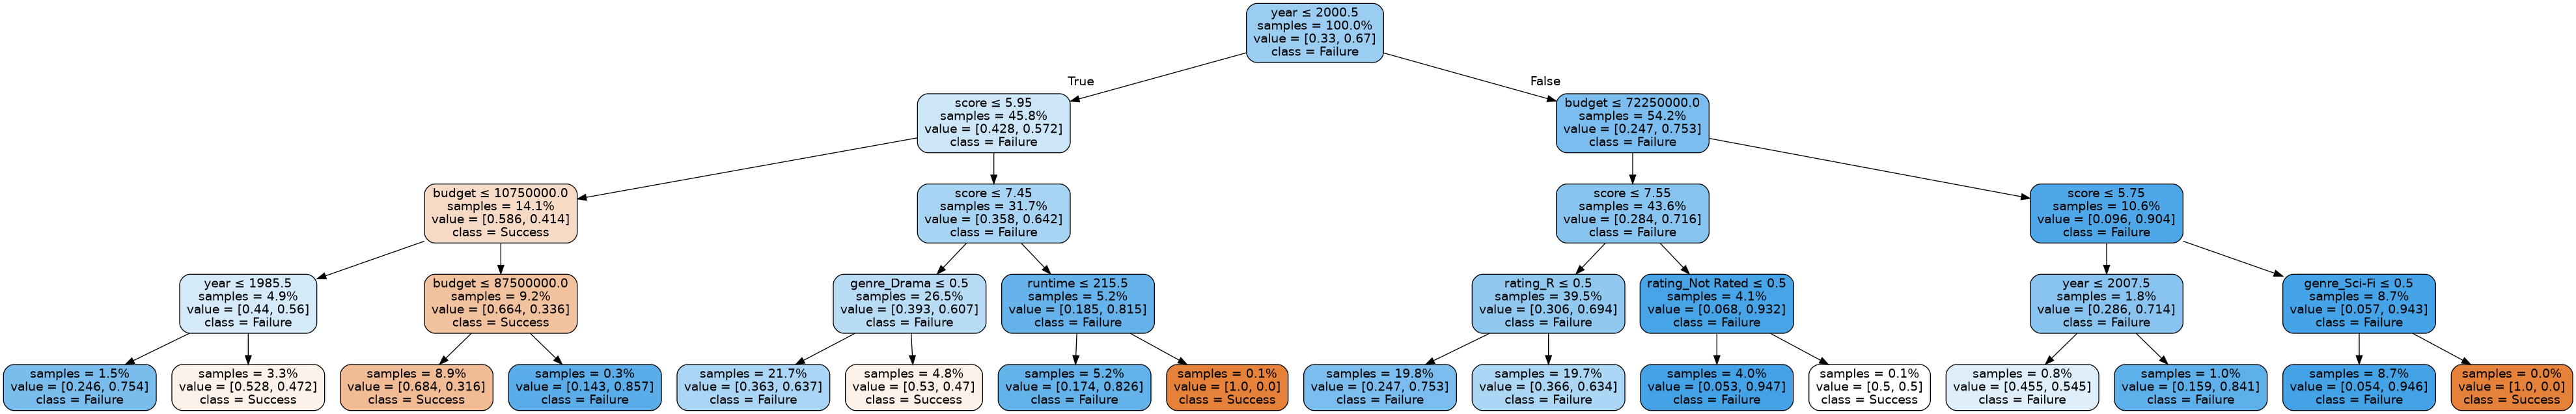 year ≤ 2000.5
samples = 100.0%
value = [0.33, 0.67]
class = Failure
True
False
score ≤ 5.95
samples = 45.8%
value = [0.428, 0.572]
class = Failure
budget ≤ 72250000.0
samples = 54.2%
value = [0.247, 0.753]
class = Failure
budget ≤ 10750000.0
samples = 14.1%
value = [0.586, 0.414]
class = Success
score ≤ 7.45
samples = 31.7%
value = [0.358, 0.642]
class = Failure
score ≤ 7.55
samples = 43.6%
value = [0.284, 0.716]
class = Failure
score ≤ 5.75
samples = 10.6%
value = [0.096, 0.904]
class = Failure
year ≤ 1985.5
samples = 4.9%
value = [0.44, 0.56]
class = Failure
budget ≤ 87500000.0
samples = 9.2%
value = [0.664, 0.336]
class = Success
genre_Drama ≤ 0.5
samples = 26.5%
value = [0.393, 0.607]
class = Failure
runtime ≤ 215.5
samples = 5.2%
value = [0.185, 0.815]
class = Failure
rating_R ≤ 0.5
samples = 39.5%
value = [0.306, 0.694]
class = Failure
rating_Not Rated ≤ 0.5
samples = 4.1%
value = [0.068, 0.932]
class = Failure
year ≤ 2007.5
samples = 1.8%
value = [0.286, 0.714]
class = Failure
genre_Sci-Fi ≤ 0.5
samples = 8.7%
value = [0.057, 0.943]
class = Failure
samples = 1.5%
value = [0.246, 0.754]
class = Failure
samples = 3.3%
value = [0.528, 0.472]
class = Success
samples = 8.9%
value = [0.684, 0.316]
class = Success
samples = 0.3%
value = [0.143, 0.857]
class = Failure
samples = 21.7%
value = [0.363, 0.637]
class = Failure
samples = 4.8%
value = [0.53, 0.47]
class = Success
samples = 5.2%
value = [0.174, 0.826]
class = Failure
samples = 0.1%
value = [1.0, 0.0]
class = Success
samples = 19.8%
value = [0.247, 0.753]
class = Failure
samples = 19.7%
value = [0.366, 0.634]
class = Failure
samples = 4.0%
value = [0.053, 0.947]
class = Failure
samples = 0.1%
value = [0.5, 0.5]
class = Success
samples = 0.8%
value = [0.455, 0.545]
class = Failure
samples = 1.0%
value = [0.159, 0.841]
class = Failure
samples = 8.7%
value = [0.054, 0.946]
class = Failure
samples = 0.0%
value = [1.0, 0.0]
class = Success